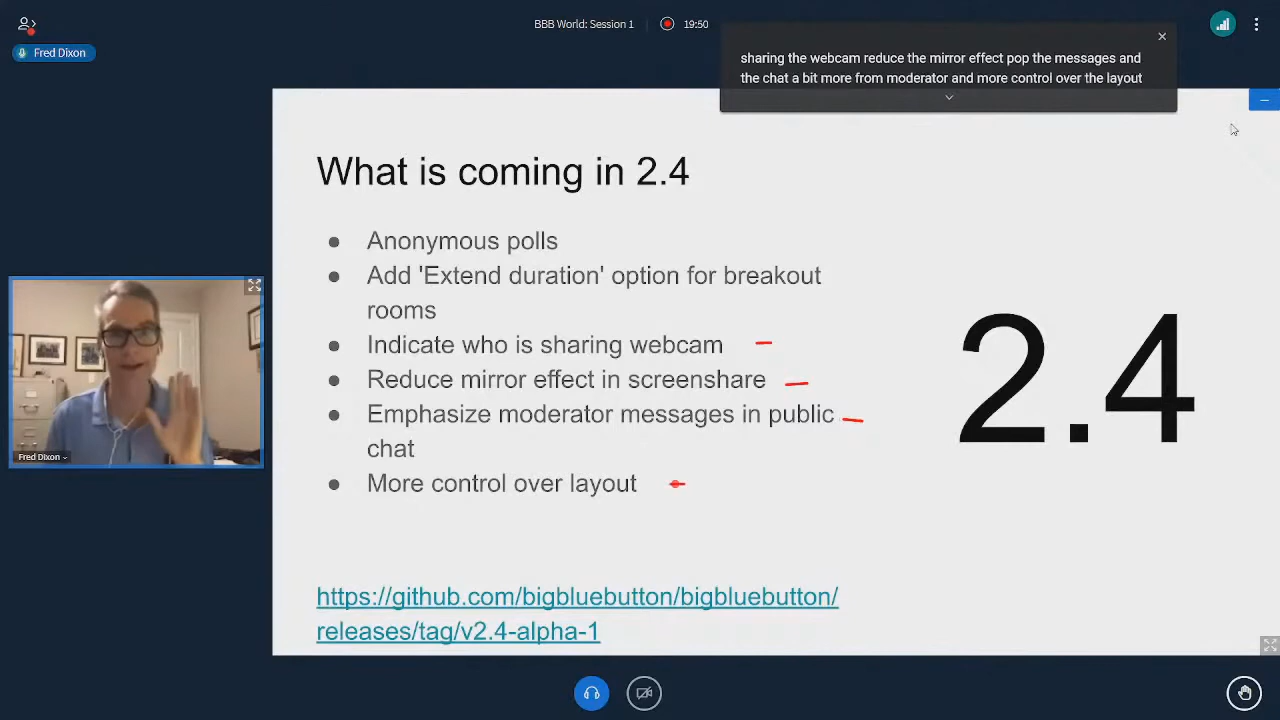 BBB World: Session 1
19:50
Fred Dixon
sharing the webcam reduce the mirror effect pop the messages and
the chat a bit more from moderator and more control over the layout
What is coming in 2.4
Anonymous polls
Add 'Extend duration' option for breakout
rooms
Indicate who is sharing webcam
Reduce mirror effect in screenshare
Emphasize moderator messages in public
chat
More control over layout
2.4
Fred Dixon
https://github.com/bigbluebutton/bigbluebutton/
releases/tag/v2.4-alpha-1